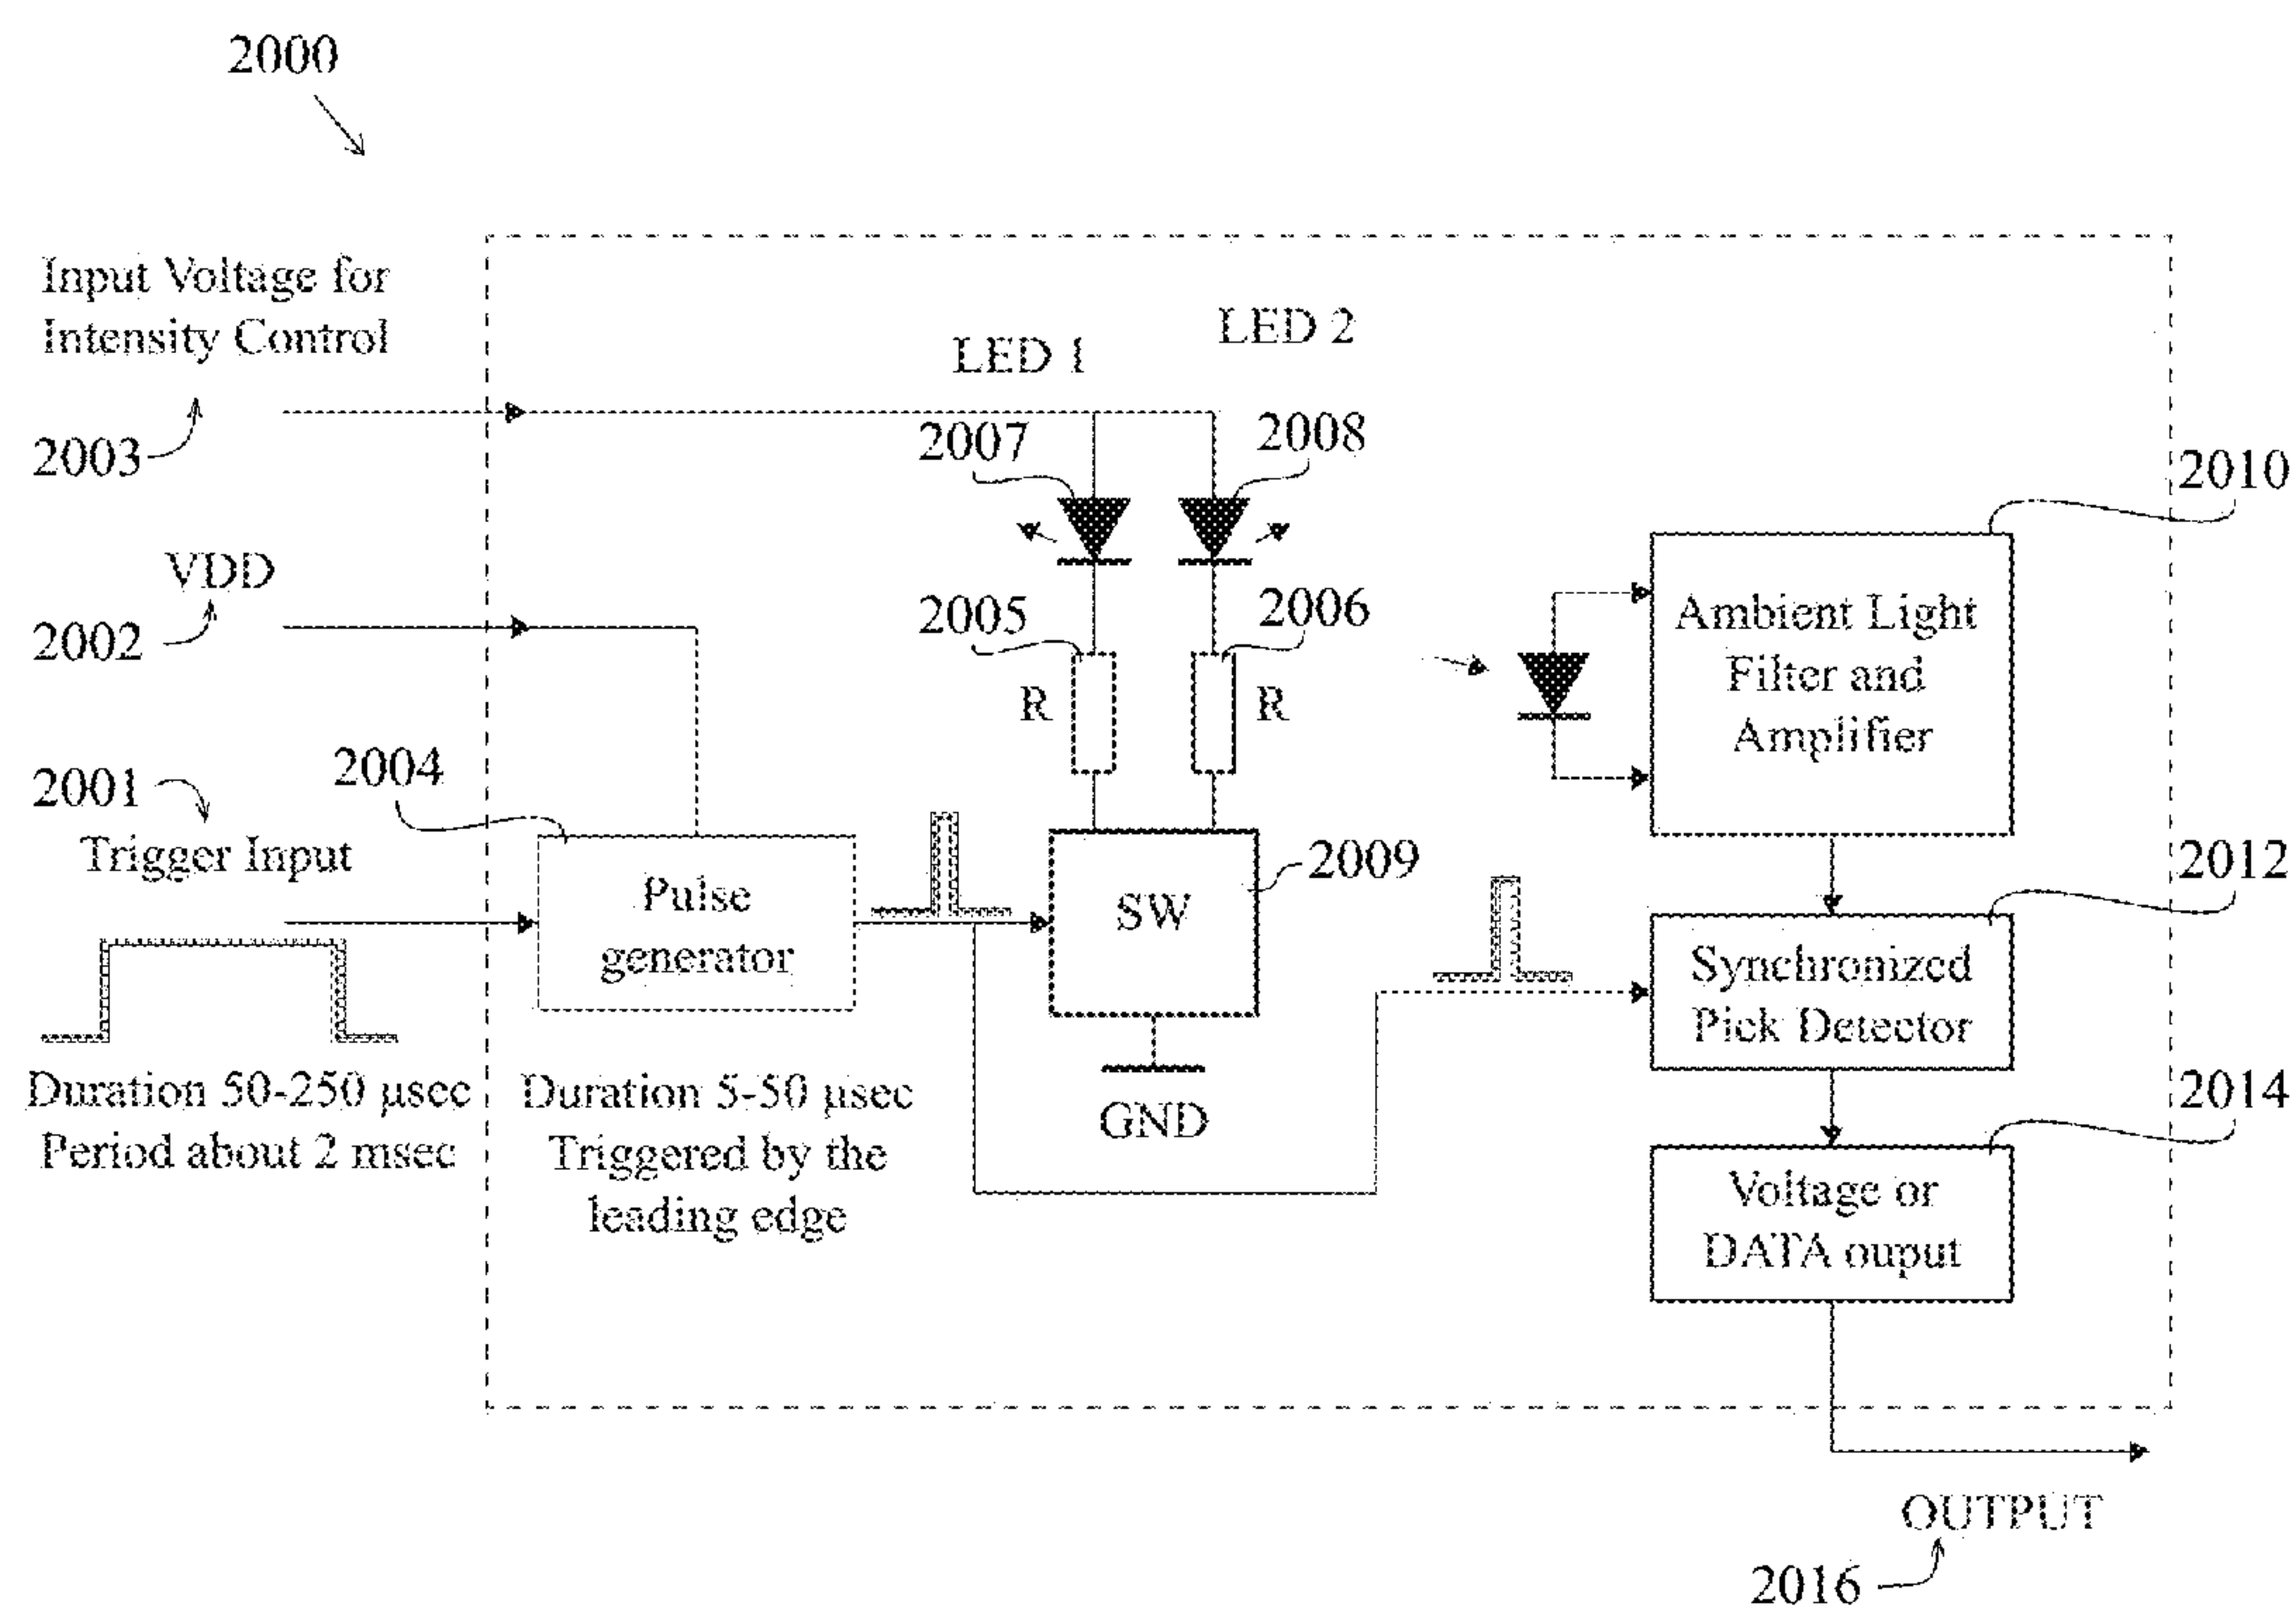 2000
Input Voltage for
Intensity Control
2003
LED 1
LED 2
2007
2008
2010
VDD
2002
2005
2006
R
R
Ambient Light
Filter and
Amplifier
2001
Trigger Input
2004
Pulse
generator
SW
2009
2012
Synchronized
Pick Detector
Duration 50-250 μsec
Period about 2 msec
Duration 5-50 μsec
Triggered by the
leading edge
GND
2014
Voltage or
DATA ouput
OUTPUT
2016